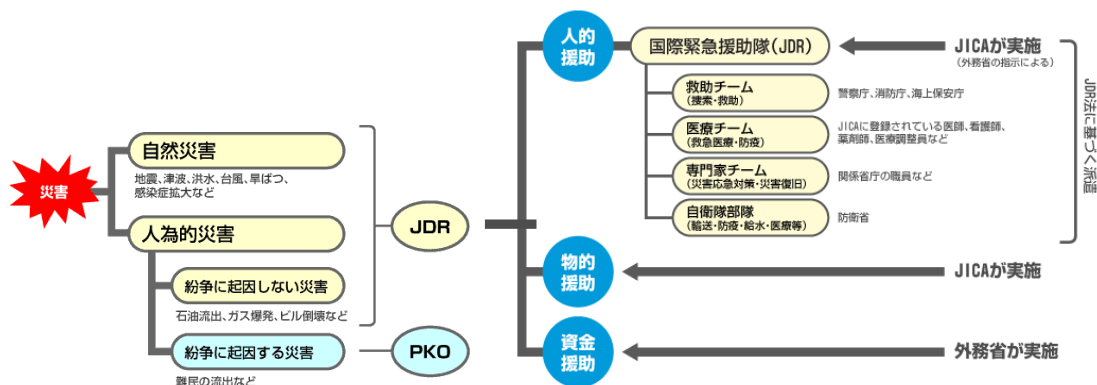 災害
自然災害
地震、津波、洪水、台風、旱ばつ、
感染症拡大など
人為的災害
紛争に起因しない災害
石油流出、ガス爆発、ビル倒壊など
紛争に起因する災害
難民の流出など
JDR
PKO
人的
援助
国際緊急援助隊(JDR)
JICAが実施
(外務省の指示による)
救助チーム
(捜索・救助)
警察庁、消防庁、海上保安庁
医療チーム
(救急医療・防疫)
JICAに登録されている医師、看護師、
薬剤師、医療調整員など
専門家チーム
(災害応急対策・災害復旧)
関係省庁の職員など
自衛隊部隊
(輸送・防疫・給水・医療等)
防衛省
JDR法に基づく派遣
物的
援助
JICAが実施
資金
援助
外務省が実施